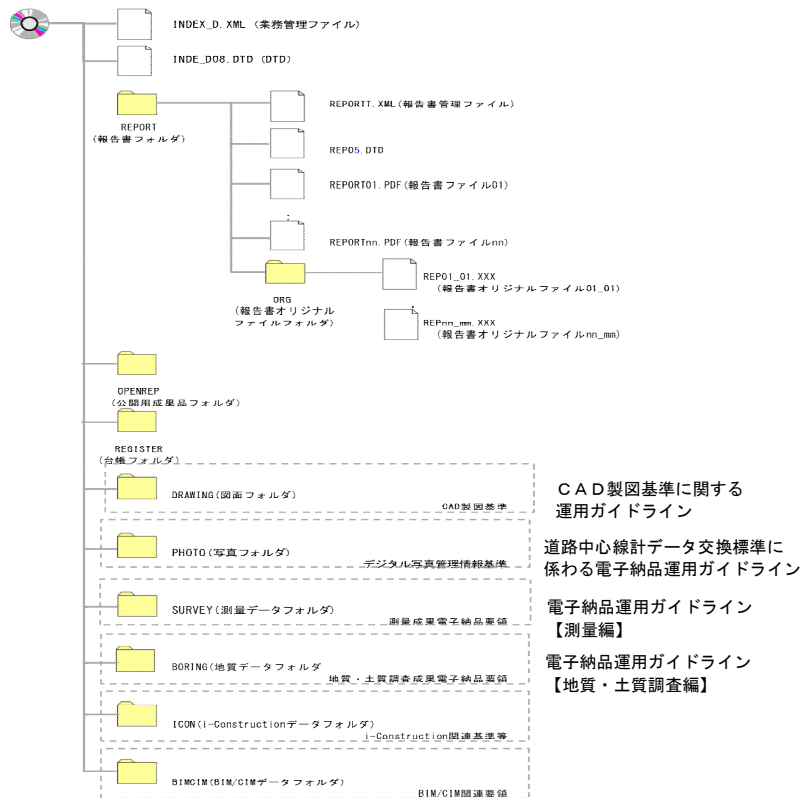 INDEX_D.XML (業務管理ファイル)
INDE_D08.DTD (DTD)
REPORT
(報告書フォルダ)
REPORTT.XML(報告書管理ファイル)
REP05.DTD
REPORT01.PDF(報告書ファイル01)
REPORTnn.PDF(報告書ファイルnn)
ORG
(報告書オリジナル
ファイルフォルダ)
REP01_01.XXX
(報告書オリジナルファイル01_01)
REPnn_mm.XXX
(報告書オリジナルファイルnn_mm)
OPENREP
(公開用成果品フォルダ)
REGISTER
(台帳フォルダ)
DRAWING(図面フォルダ)
CAD製図基準
CAD製図基準に関する
運用ガイドライン
PHOTO(写真フォルダ)
デジタル写真管理情報基準
道路中心線計データ交換標準に
係わる電子納品運用ガイドライン
SURVEY(測量データフォルダ)
測量成果電子納品要領
電子納品運用ガイドライン
【測量編】
BORING(地質データフォルダ
地質・土質調査成果電子納品要領
電子納品運用ガイドライン
【地質・土質調査編】
ICON(i-Constructionデータフォルダ)
i-Construction関連基準等
BIMCIM(BIM/CIMデータフォルダ)
BIM/CIM関連要領